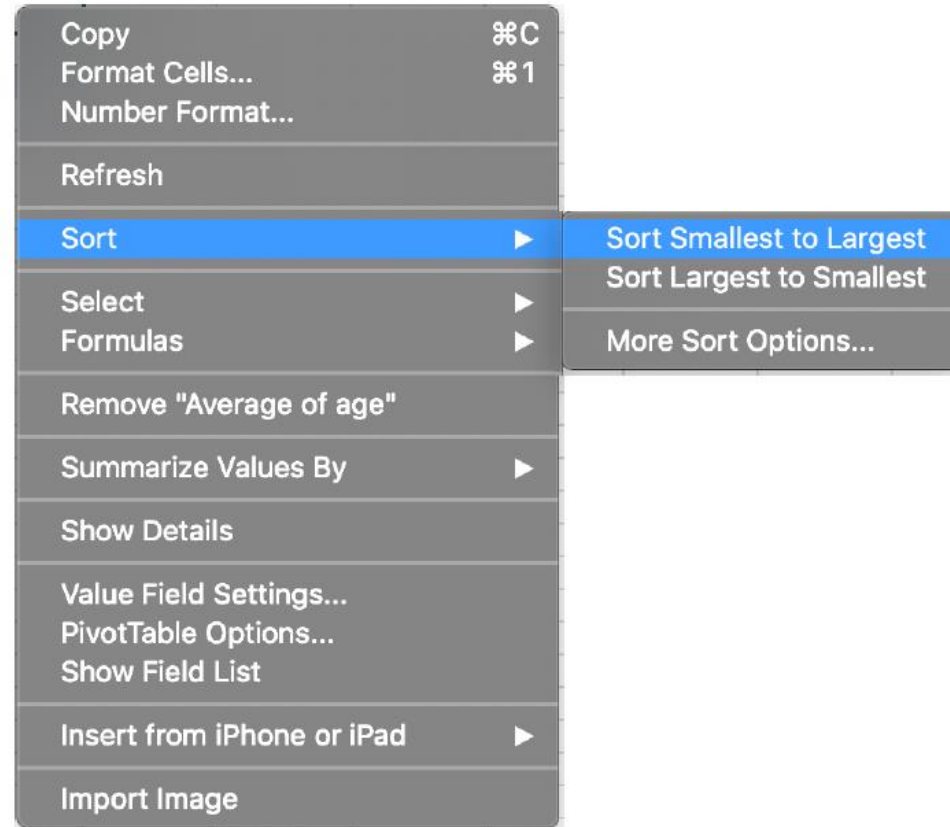 Copy ⌘C
Format Cells... ⌘1
Number Format...
Refresh
Sort ▶
Sort Smallest to Largest
Sort Largest to Smallest
More Sort Options...
Select ▶
Formulas ▶
Remove "Average of age"
Summarize Values By ▶
Show Details
Value Field Settings...
PivotTable Options...
Show Field List
Insert from iPhone or iPad ▶
Import Image